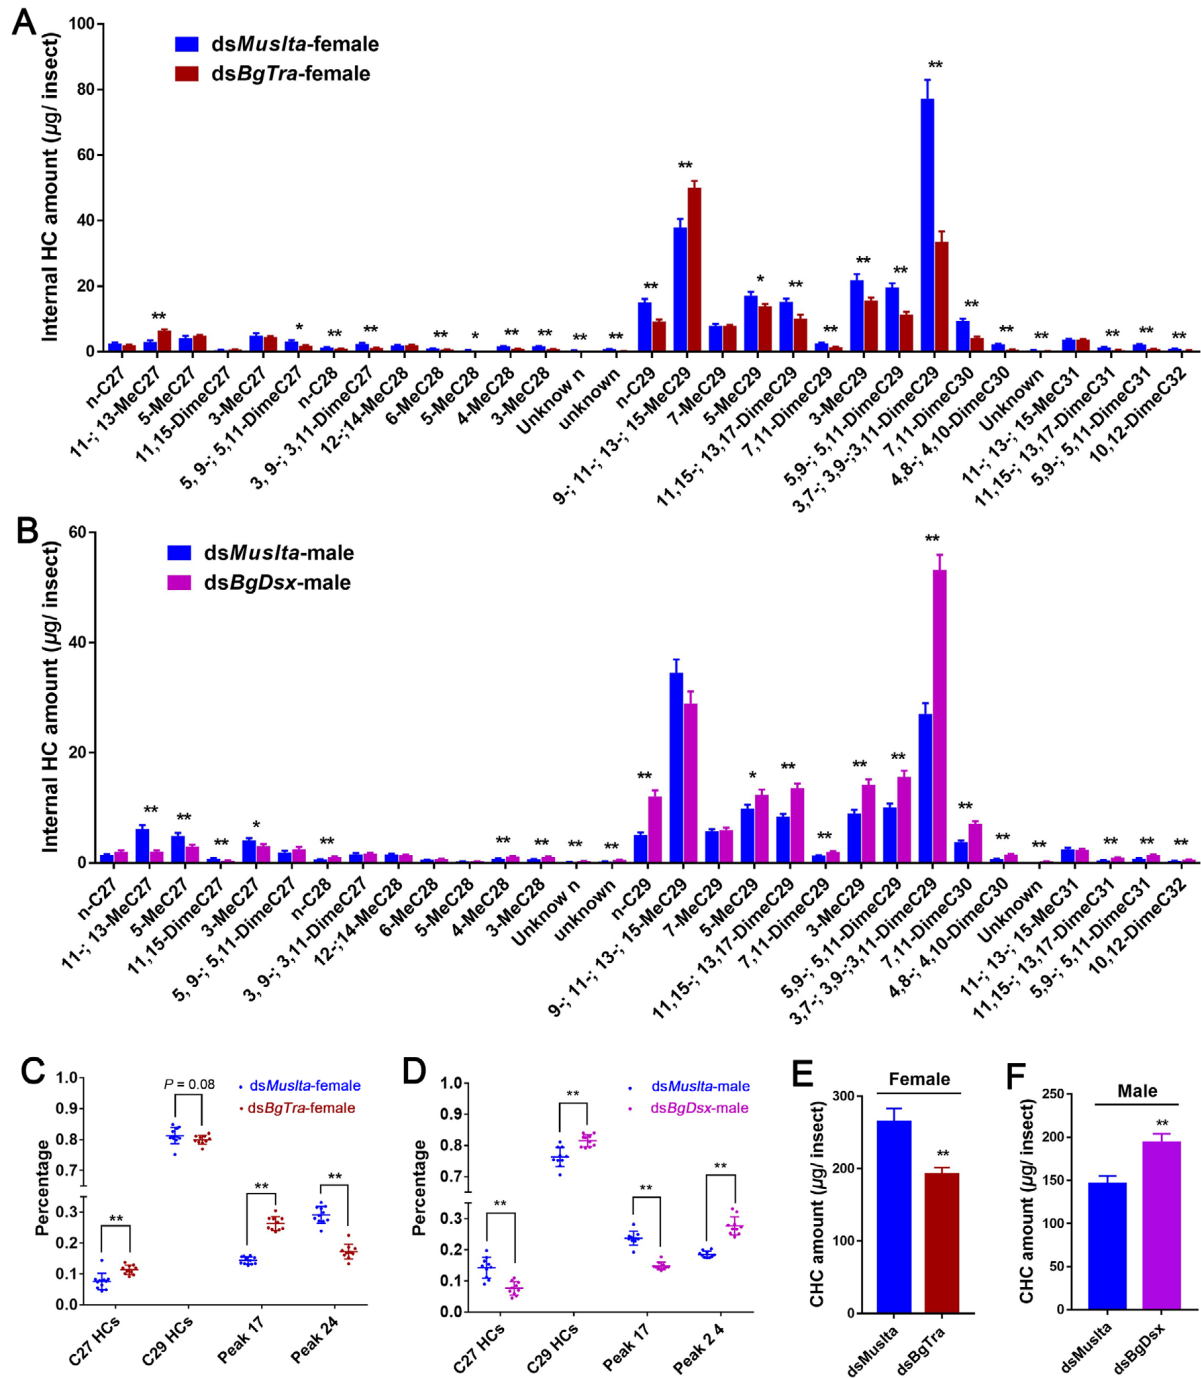 A
dsMusIta-female
dsBgTra-female
Internal HC amount (µg/ insect)
100
80
60
40
20
0
** * ** ** ** * ** ** ** ** ** ** ** * ** ** ** ** ** ** ** ** ** ** **
n-C27
11-; 13-MeC27
5-MeC27
11,15-DimeC27
3-MeC27
5, 9-; 5,11-DimeC27
n-C28
3, 9-; 3,11-DimeC27
12-;14-MeC28
6-MeC28
5-MeC28
4-MeC28
3-MeC28
Unknow n
unknown
n-C29
9-; 11-; 13-; 15-MeC29
7-MeC29
5-MeC29
11,15-; 13,17-DimeC29
7,11-DimeC29
3-MeC29
5,9-; 5,11-DimeC29
3,7-; 3,9-;3,11-DimeC29
7,11-DimeC30
4,8-; 4,10-DimeC30
Unknown
11-; 13-; 15-MeC31
11,15-; 13,17-DimeC31
5,9-; 5,11-DimeC31
10,12-DimeC32
B
dsMusIta-male
dsBgDsx-male
Internal HC amount (µg/ insect)
60
40
20
0
** ** ** * ** ** ** ** ** ** * ** ** ** ** ** ** ** ** ** ** **
n-C27
11-; 13-MeC27
5-MeC27
11,15-DimeC27
3-MeC27
5, 9-; 5,11-DimeC27
n-C28
3, 9-; 3,11-DimeC27
12-;14-MeC28
6-MeC28
5-MeC28
4-MeC28
3-MeC28
Unknow n
unknown
n-C29
9-; 11-; 13-; 15-MeC29
7-MeC29
5-MeC29
11,15-; 13,17-DimeC29
7,11-DimeC29
3-MeC29
5,9-; 5,11-DimeC29
3,7-; 3,9-;3,11-DimeC29
7,11-DimeC30
4,8-; 4,10-DimeC30
Unknown
11-; 13-; 15-MeC31
11,15-; 13,17-DimeC31
5,9-; 5,11-DimeC31
10,12-DimeC32
C
dsMusIta-female
dsBgTra-female
P = 0.08
Percentage
1.0
0.9
0.8
0.7
0.3
0.2
0.1
0.0
** ** **
C27 HCs
C29 HCs
Peak 17
Peak 24
D
dsMusIta-male
dsBgDsx-male
Percentage
1.0
0.9
0.8
0.7
0.3
0.2
0.1
0.0
** ** ** **
C27 HCs
C29 HCs
Peak 17
Peak 2 4
E
Female
CHC amount (µg/ insect)
300
200
100
0
**
dsMusIta
dsBgTra
F
Male
CHC amount (µg/ insect)
250
200
150
100
50
0
**
dsMusIta
dsBgDsx